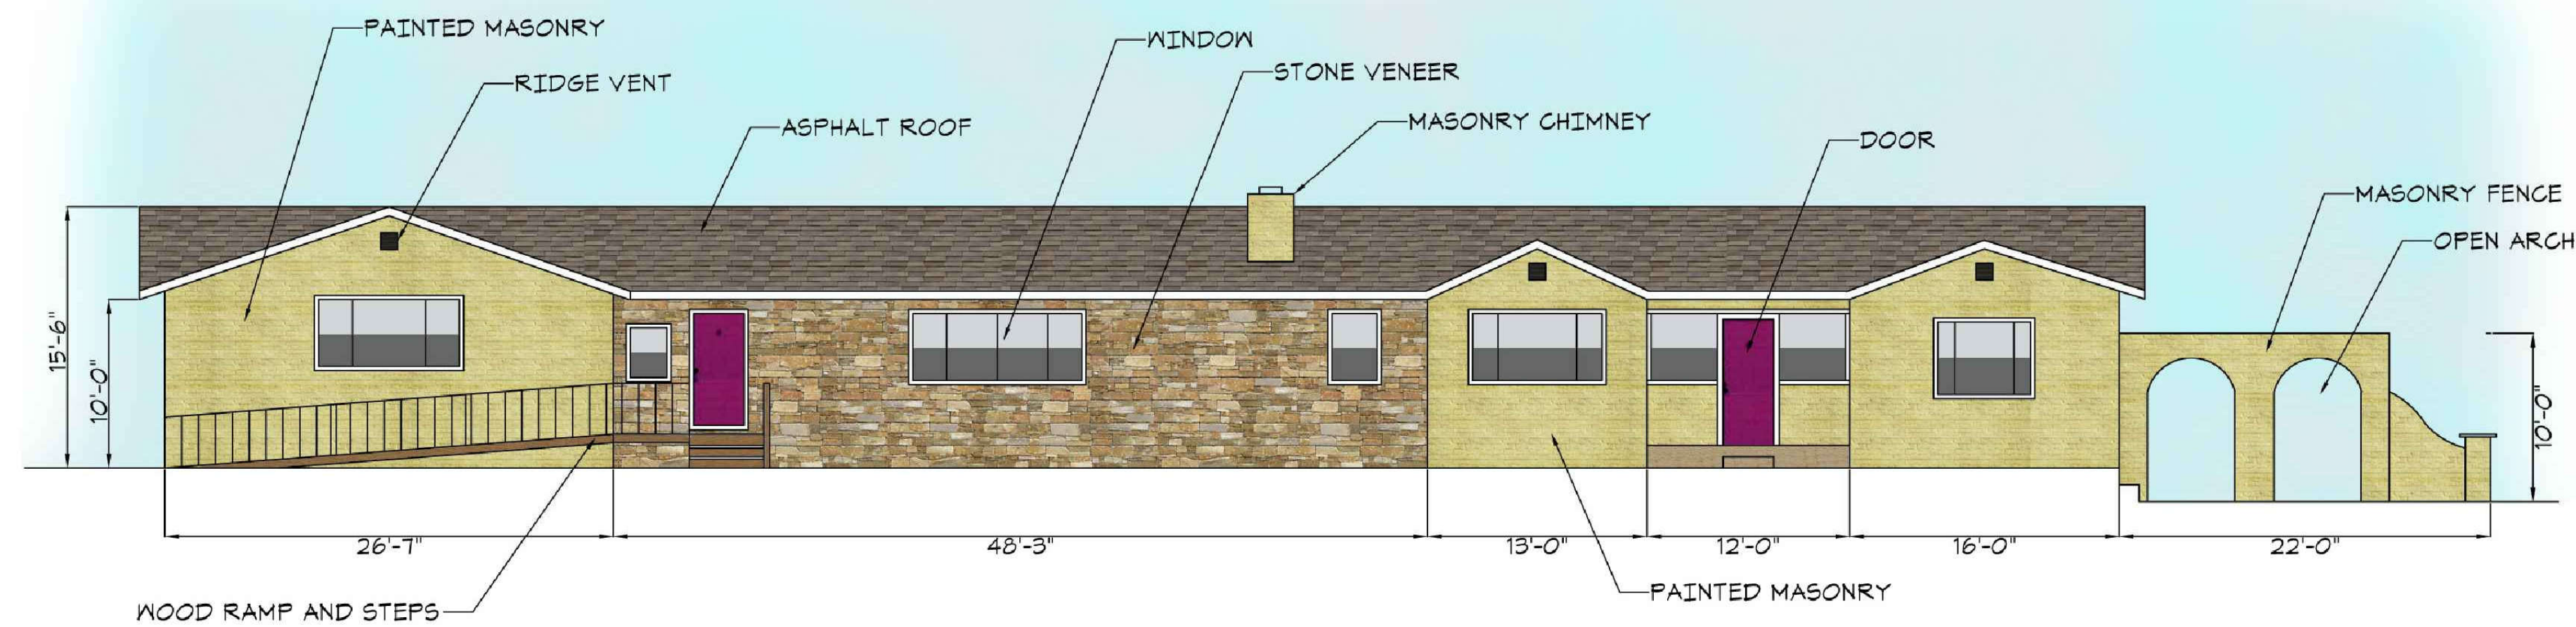 PAINTED MASONRY
RIDGE VENT
ASPHALT ROOF
WINDOW
STONE VENEER
MASONRY CHIMNEY
DOOR
MASONRY FENCE
OPEN ARCH
15'-6"
10'-0"
10'-0"
26'-7"
48'-3"
13'-0"
12'-0"
16'-0"
22'-0"
WOOD RAMP AND STEPS
PAINTED MASONRY